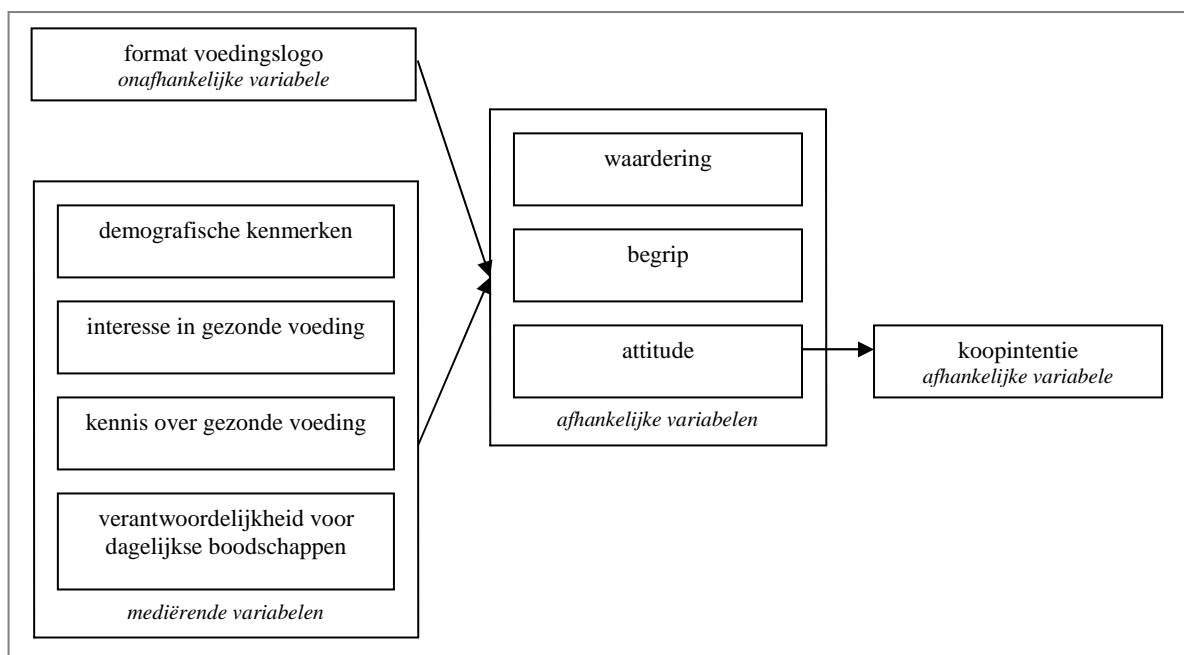 format voedingslogo
onafhankelijke variabele
demografische kenmerken
interesse in gezonde voeding
kennis over gezonde voeding
verantwoordelijkheid voor
dagelijkse boodschappen
mediërende variabelen
waardering
begrip
attitude
afhankelijke variabelen
koopintentie
afhankelijke variabele